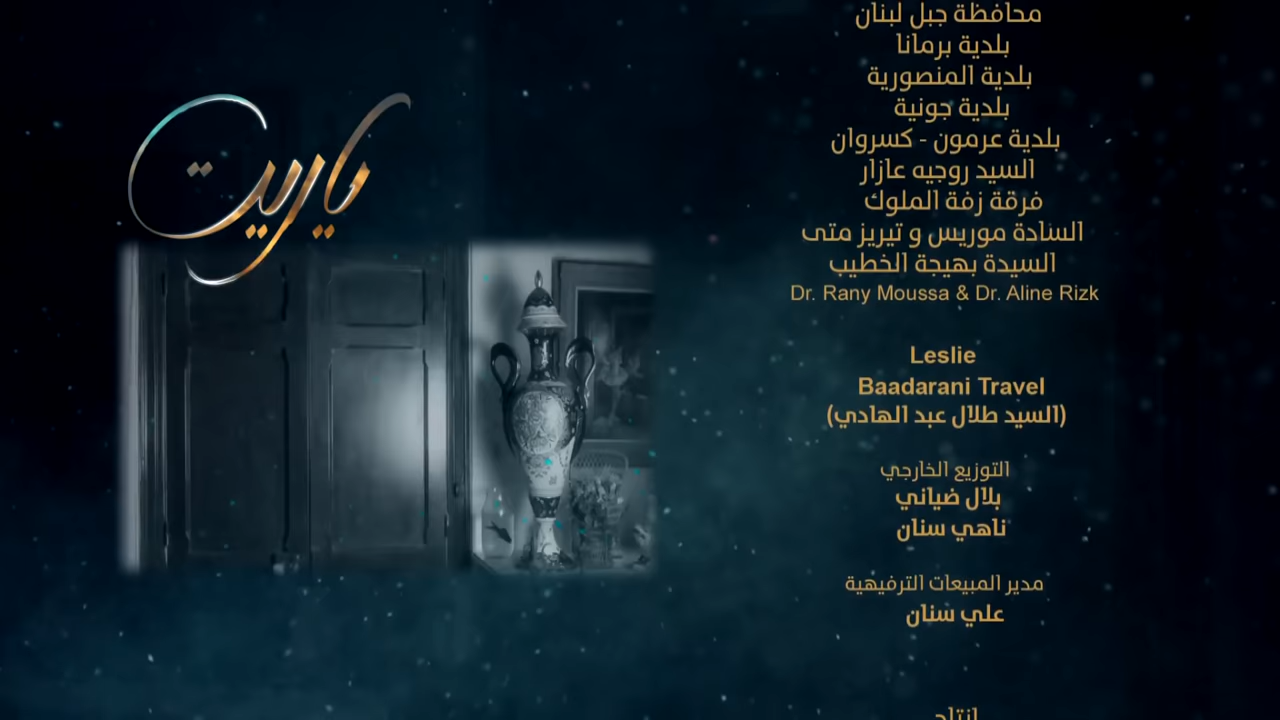 ياريت
محافظة جبل لبنان
بلدية برمانا
بلدية المنصورية
بلدية جونية
بلدية عرمون - كسروان
السيد روجيه عازار
فرقة زفة الملوك
السادة موريس و تيريز متى
السيدة بهيجة الخطيب
Dr. Rany Moussa & Dr. Aline Rizk
Leslie
Baadarani Travel
(السيد طلال عبد الهادي)
التوزيع الخارجي
بلال ضياني
ناهي سنان
مدير المبيعات الترفيهية
علي سنان